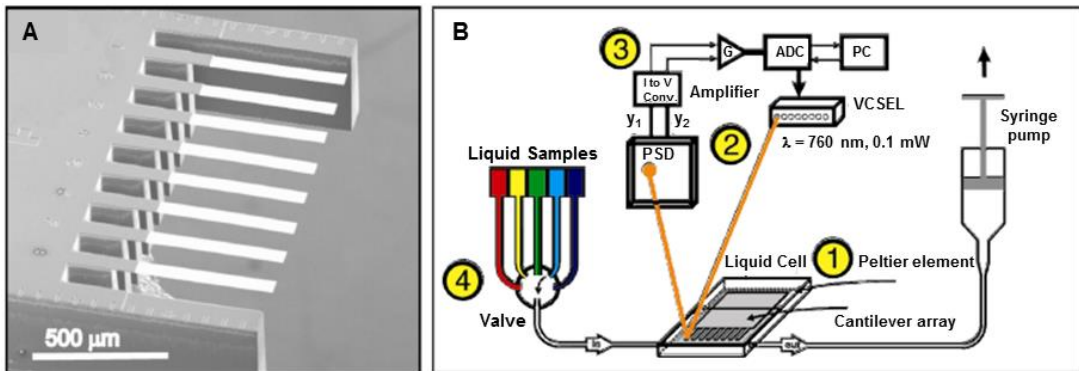 A
500 μm
B
3
G
ADC
PC
I to V
Conv.
Amplifier
y1
y2
VCSEL
2
λ = 760 nm, 0.1 mW
Syringe
pump
PSD
Liquid Samples
4
Valve
Liquid Cell
1
Peltier element
Cantilever array
in
out